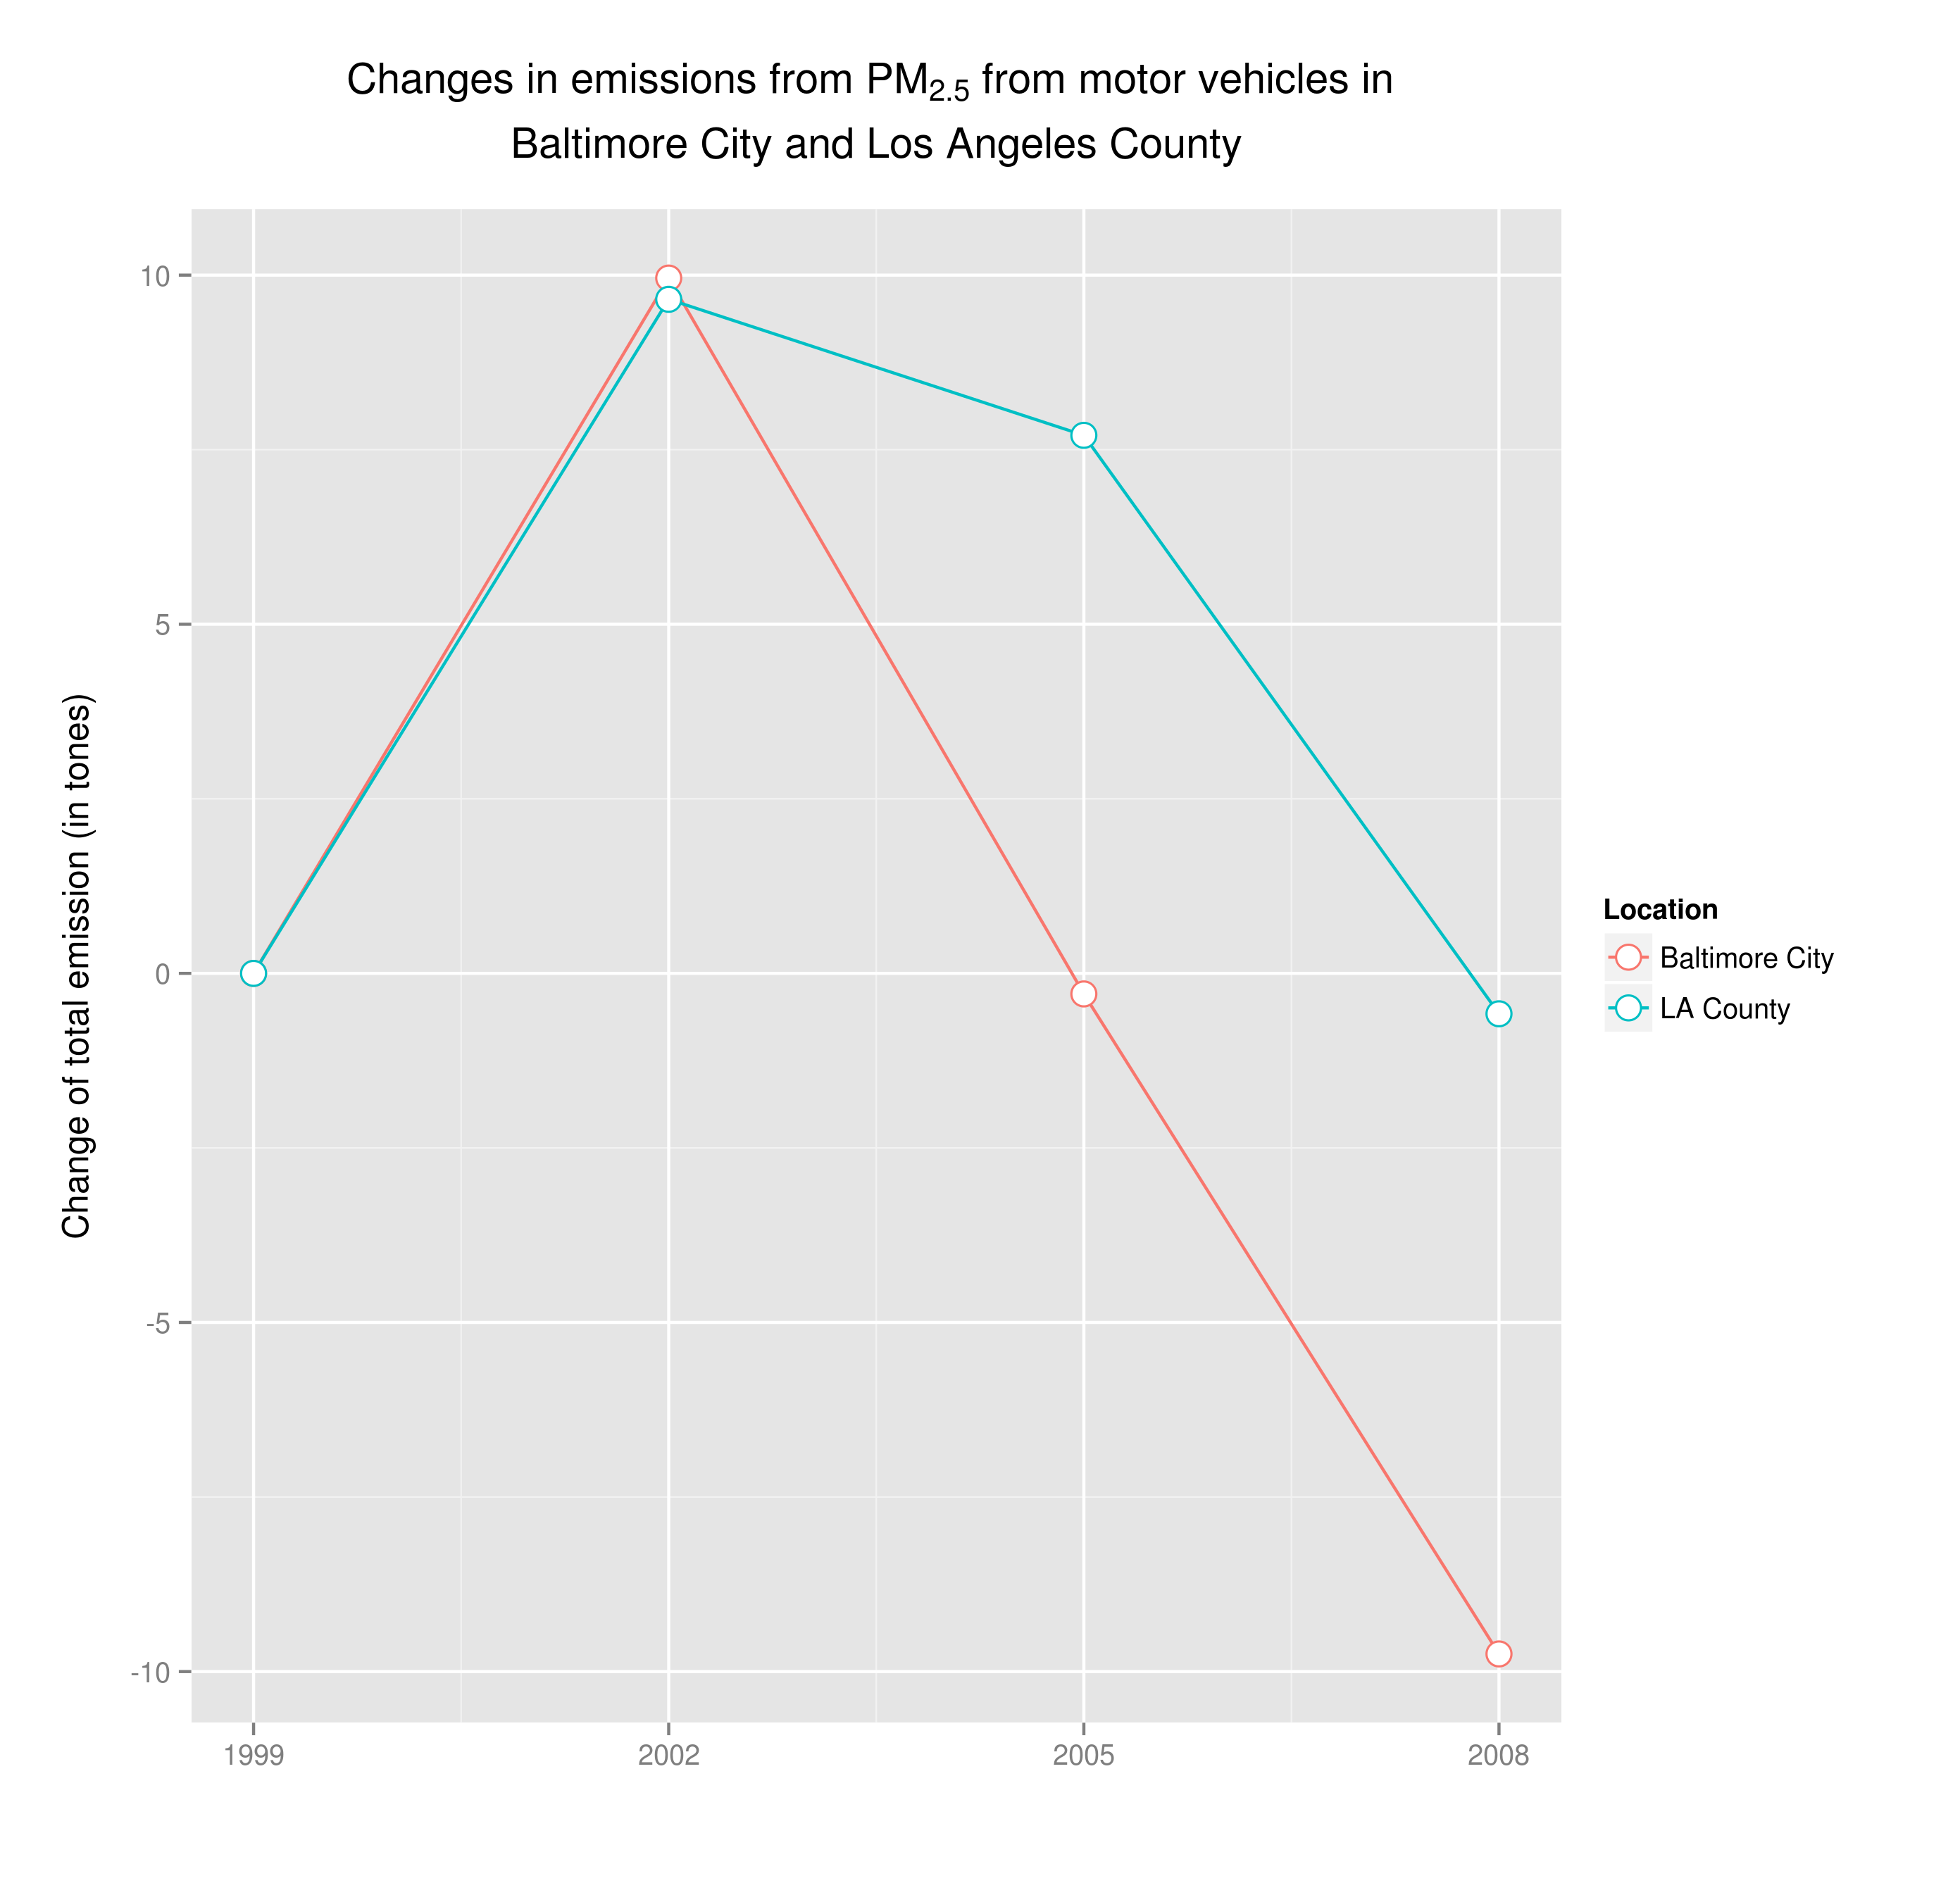 Changes in emissions from PM2.5 from motor vehicles in
Baltimore City and Los Angeles County
Change of total emission (in tones)
10
5
0
-5
-10
1999
2002
2005
2008
Location
Baltimore City
LA County